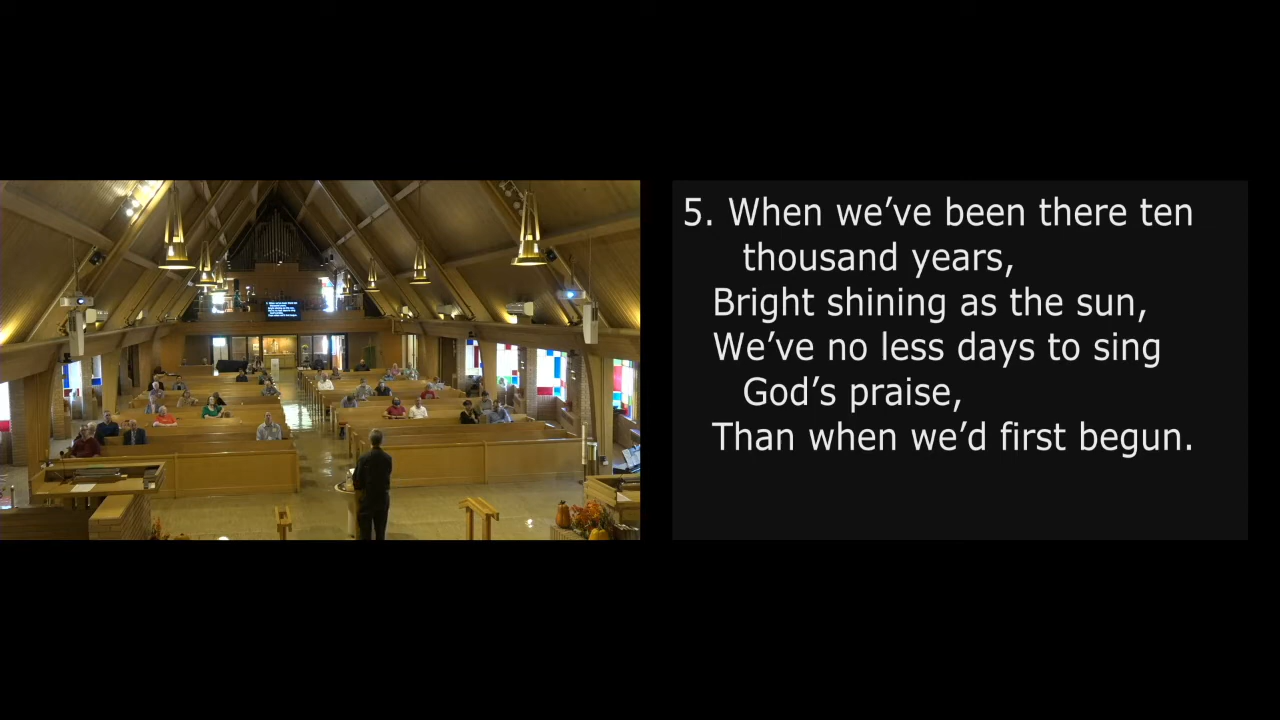 5. When we’ve been there ten
thousand years,
Bright shining as the sun,
We’ve no less days to sing
God’s praise,
Than when we’d first begun.